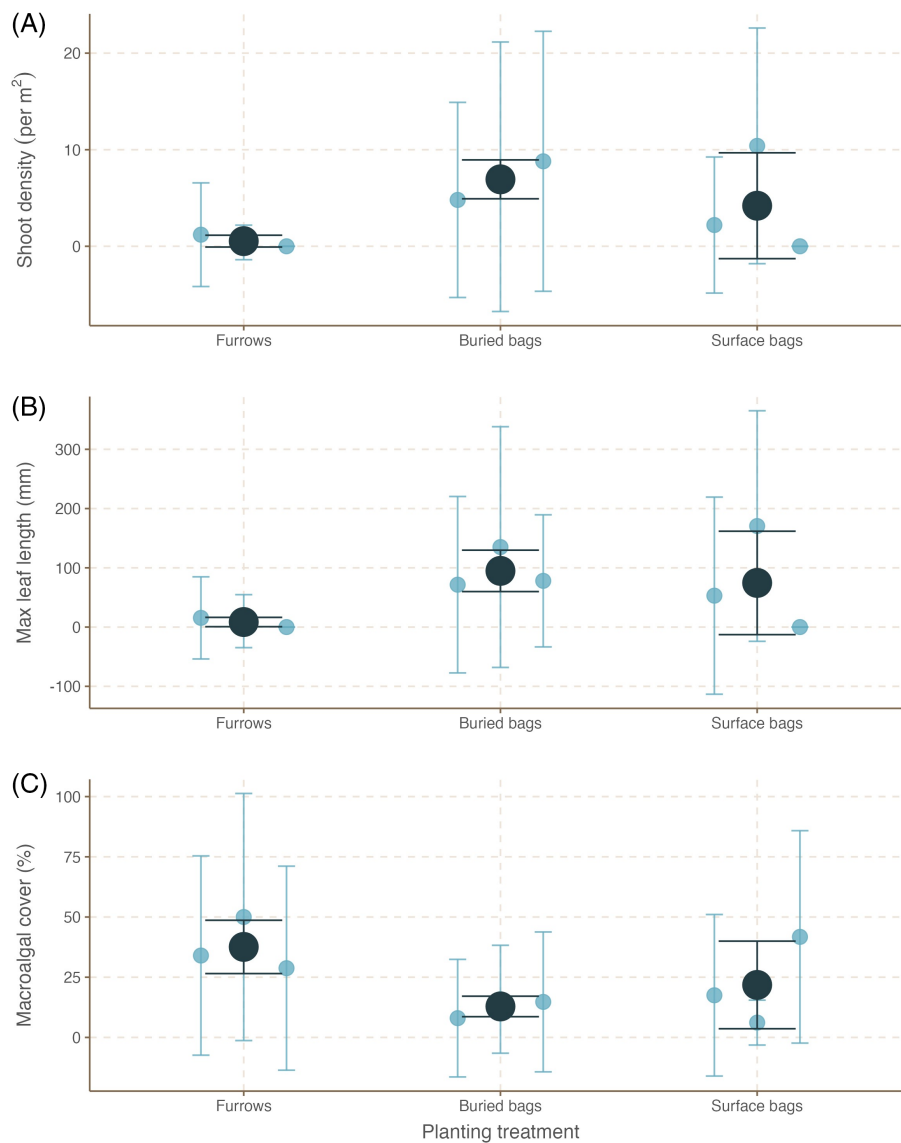 (A)
Shoot density (per m²)
20
10
0
Furrows
Buried bags
Surface bags
(B)
Max leaf length (mm)
300
200
100
0
-100
Furrows
Buried bags
Surface bags
(C)
Macroalgal cover (%)
100
75
50
25
0
Furrows
Buried bags
Surface bags
Planting treatment